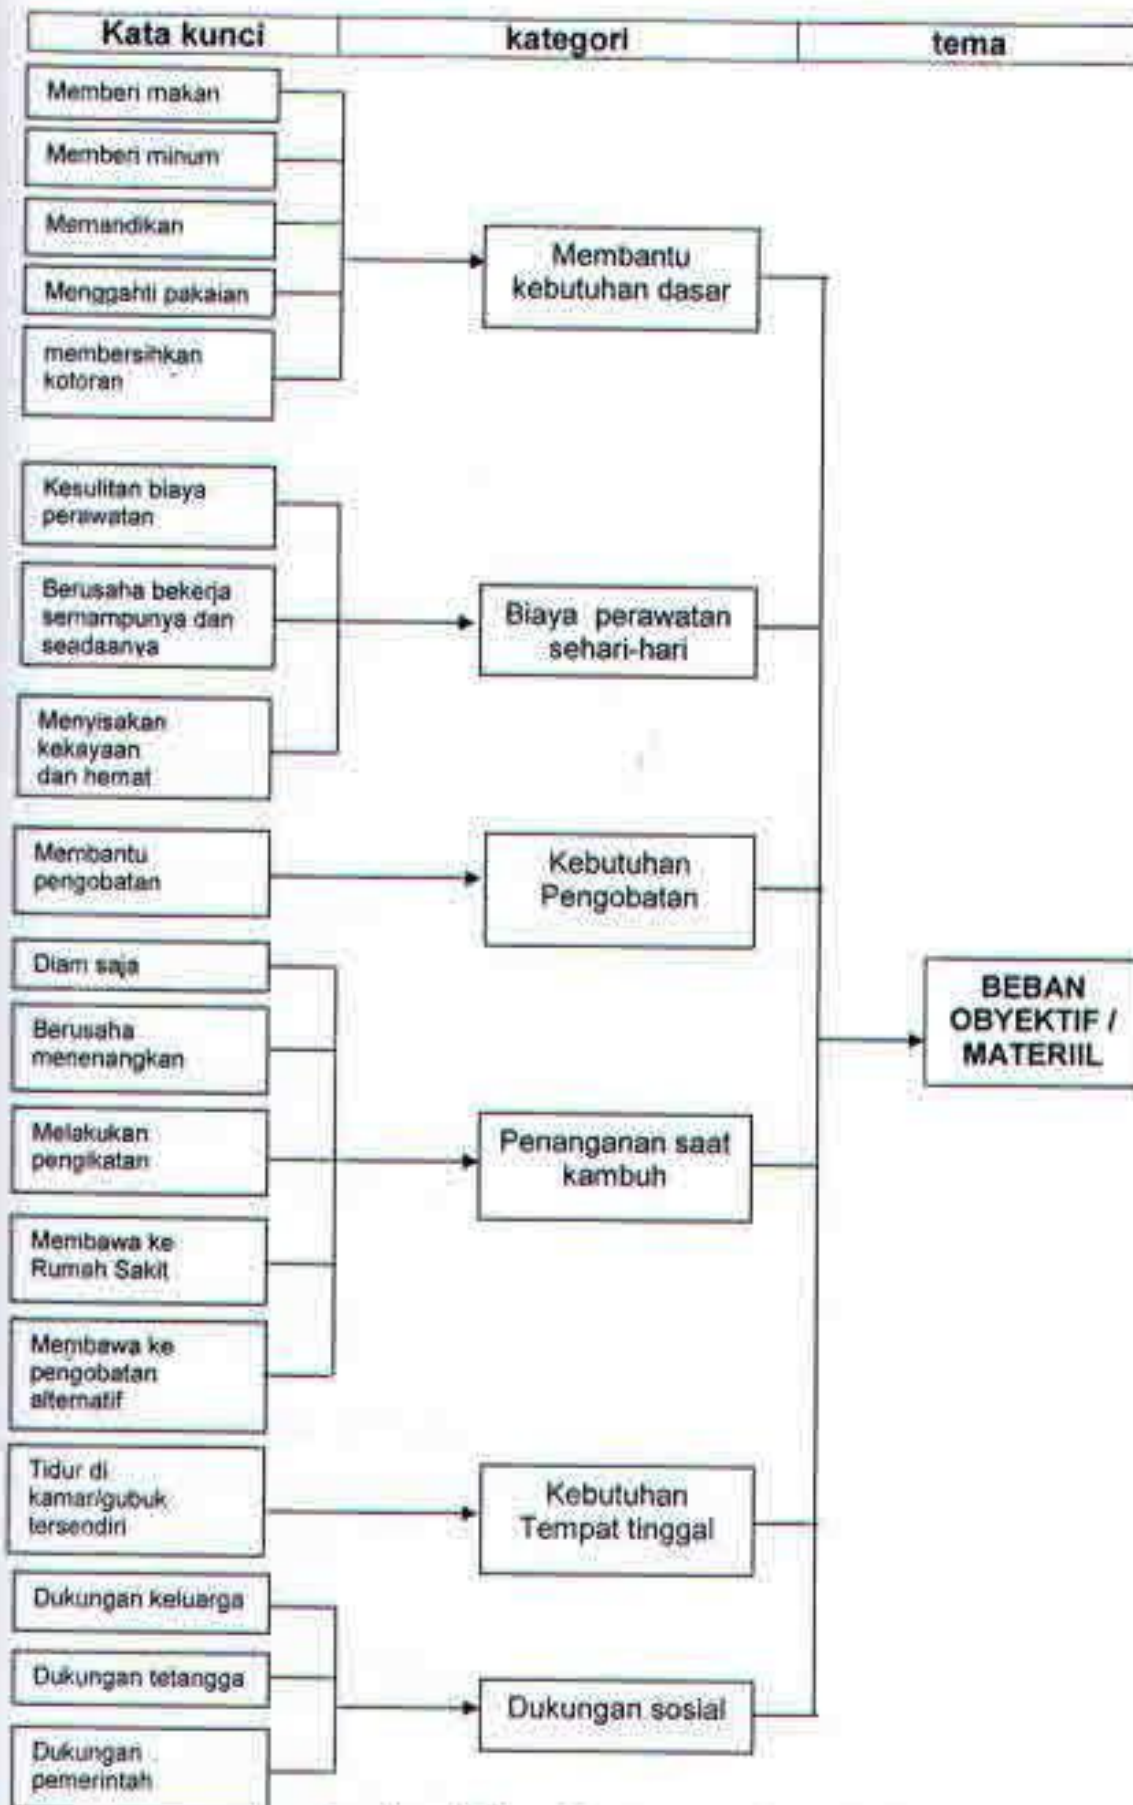 Kata kunci kategori tema
Memberi makan
Memberi minum
Memandikan
Menggahti pakaian
membersihkan
kotoran
Membantu
kebutuhan dasar
Kesulitan biaya
perawatan
Berusaha bekerja
semampunya dan
seadaanya
Menyisakan
kekayaan
dan hemat
Biaya perawatan
sehari-hari
Membantu
pengobatan
Kebutuhan
Pengobatan
Diam saja
Berusaha
menenangkan
Melakukan
pengikatan
Membawa ke
Rumah Sakit
Membawa ke
pengobatan
alternatif
Penanganan saat
kambuh
Tidur di
kamar/gubuk
tersendiri
Kebutuhan
Tempat tinggal
Dukungan keluarga
Dukungan tetangga
Dukungan
pemerintah
Dukungan sosial
BEBAN
OBYEKTIF /
MATERIIL